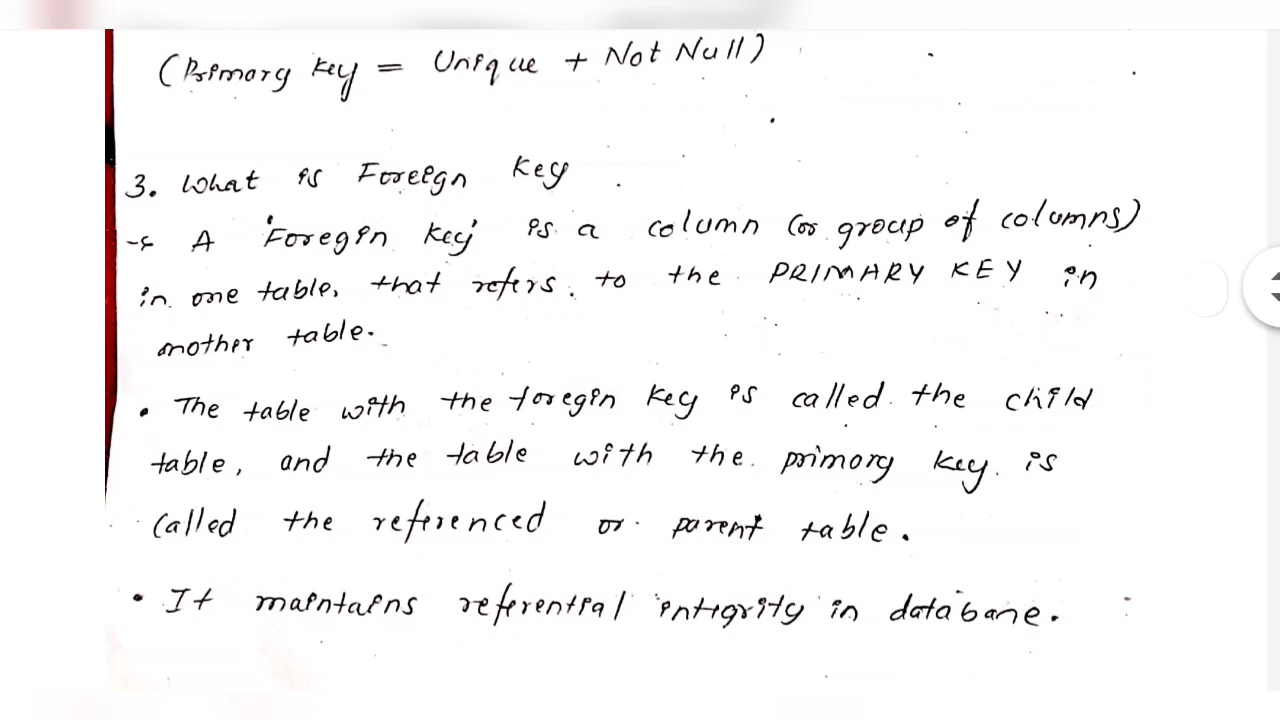 (Primary key = Unique + Not Null)
3. What is Foreign key
A 'Foregin key' is a column (or group of columns)
in one table, that refers to the PRIMARY KEY in
another table.
• The table with the foregin key is called the child
table, and the table with the primary key is
called the referenced or parent table.
• It maintains referential integrity in database.